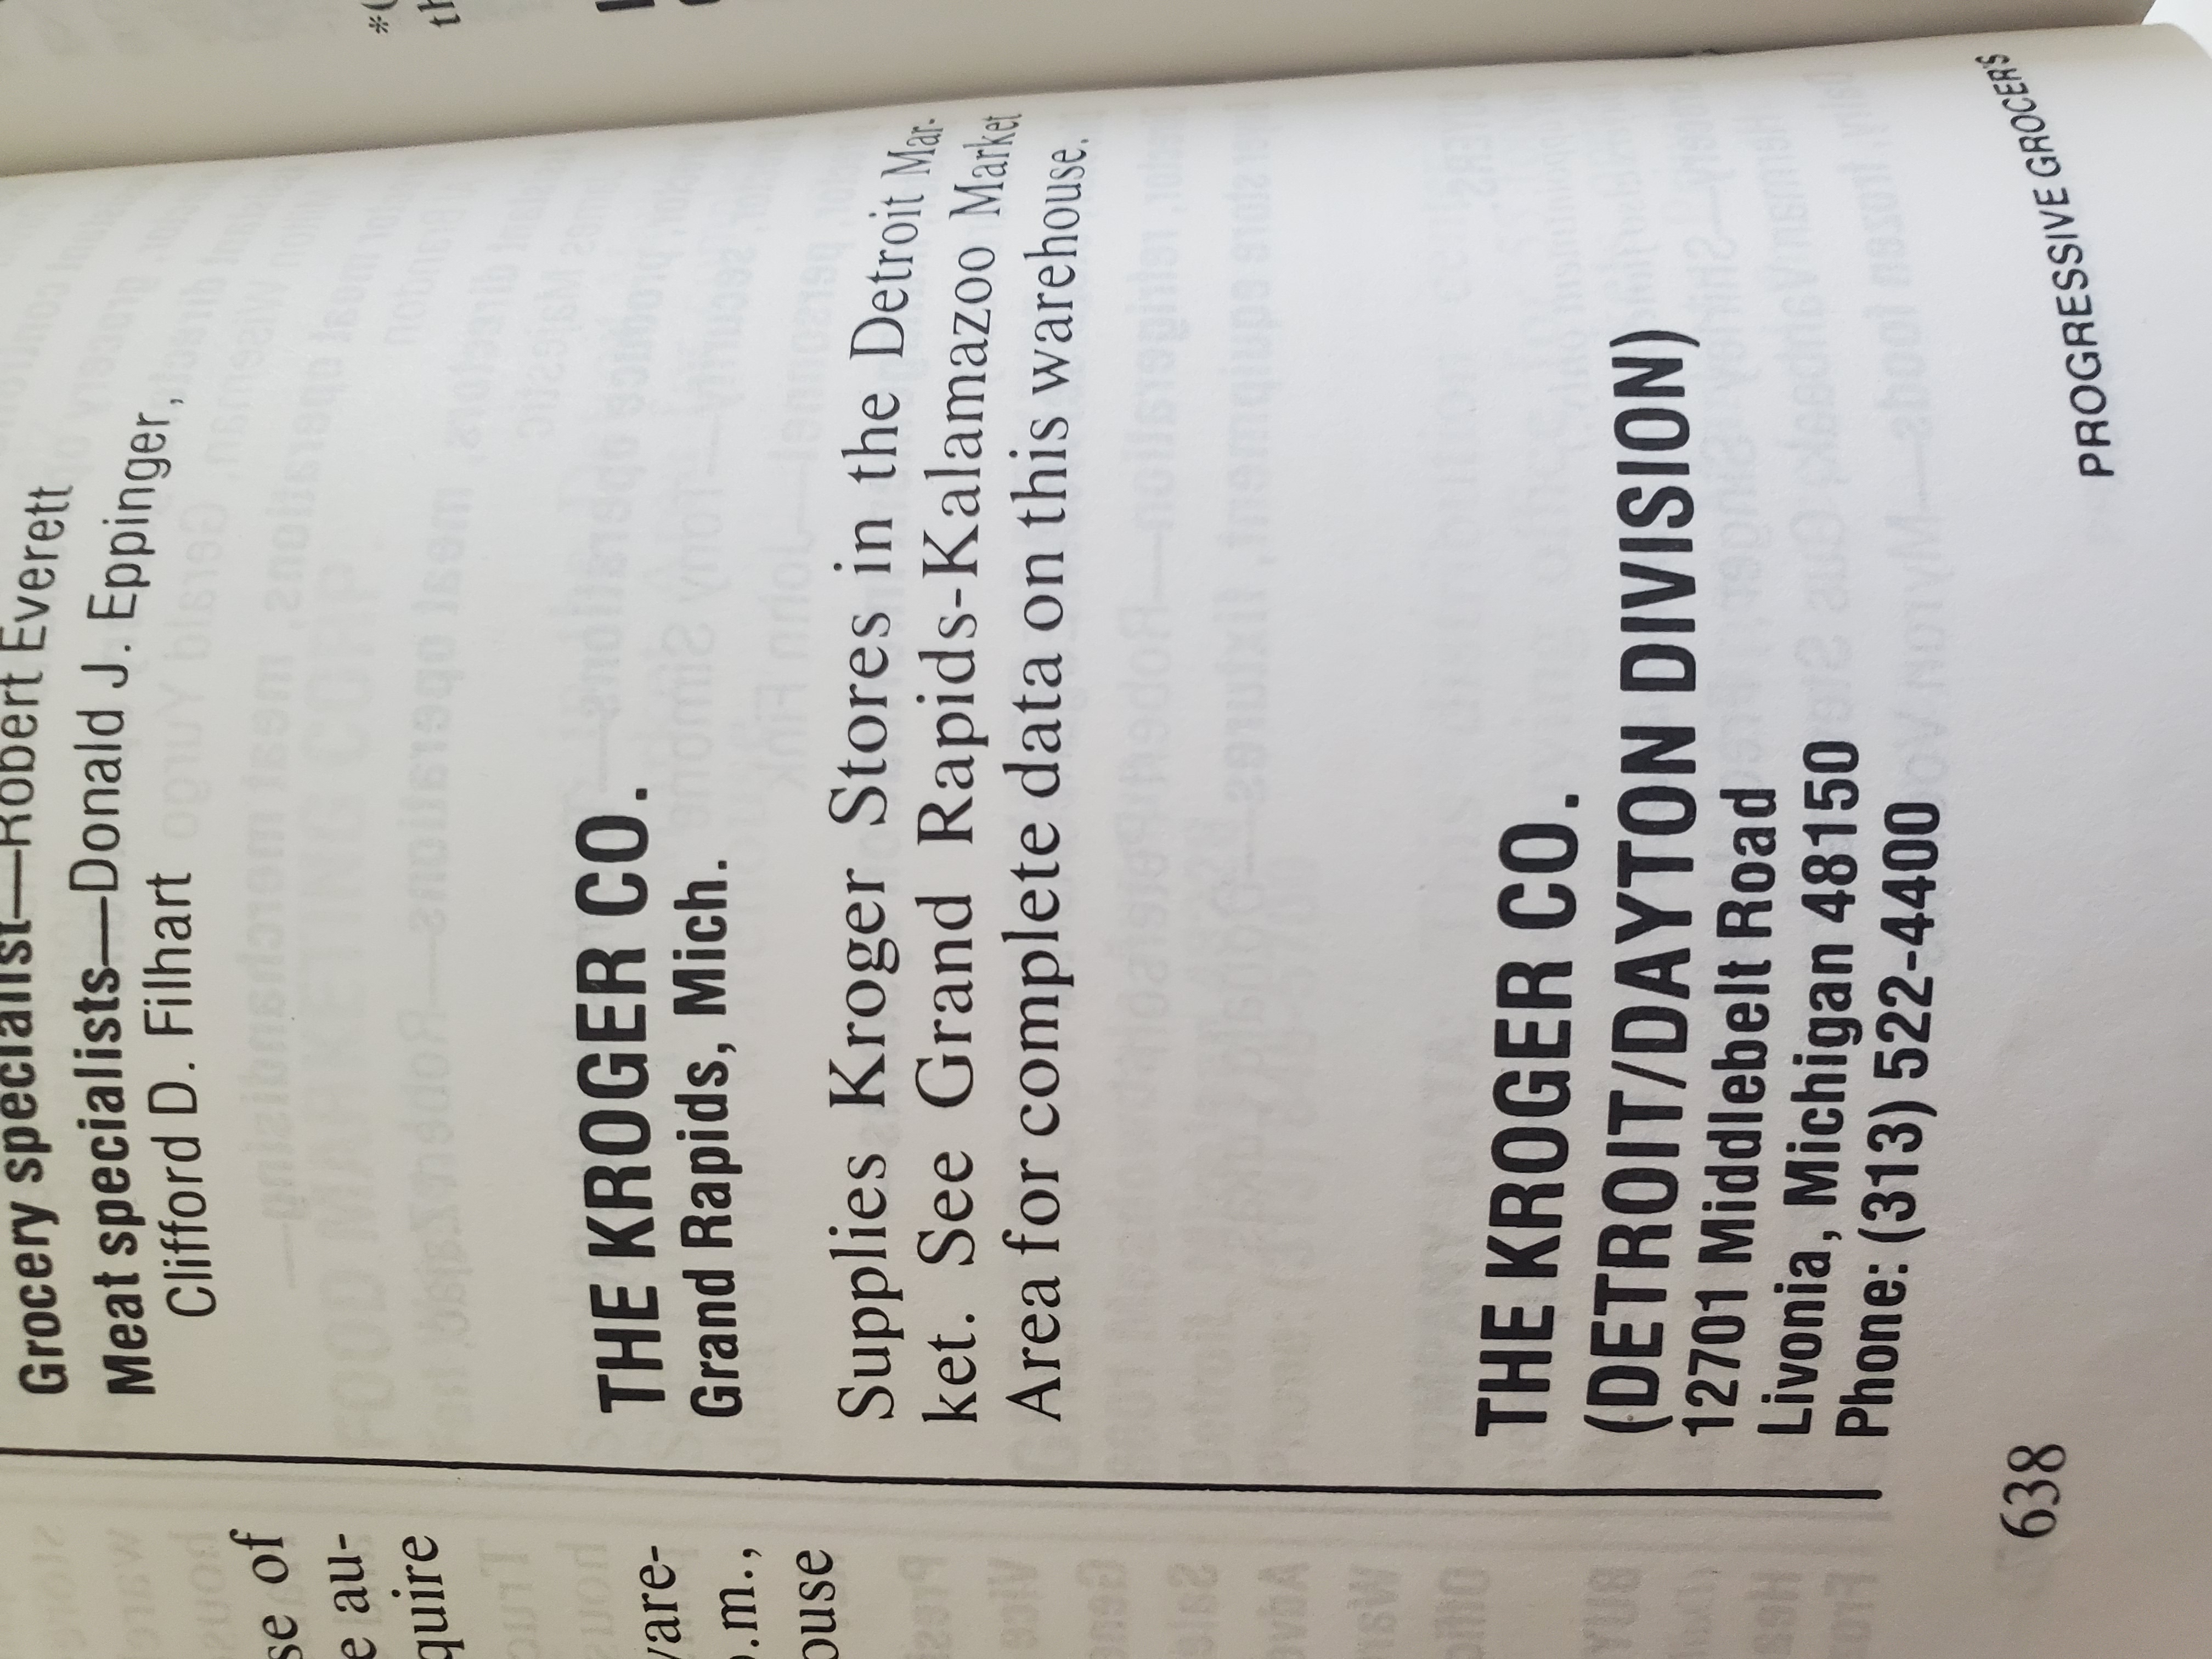 se of
e au-
quire
ouse
Grocery specialist—Robert Everett
Meat specialists—Donald J. Eppinger,
Clifford D. Filhart
THE KROGER CO.
Grand Rapids, Mich.
Supplies Kroger Stores in the Detroit Mar-
ket. See Grand Rapids-Kalamazoo Market
Area for complete data on this warehouse.
THE KROGER CO.
(DETROIT/DAYTON DIVISION)
12701 Middlebelt Road
Livonia, Michigan 48150
Phone: (313) 522-4400
638
PROGRESSIVE GROCER'S